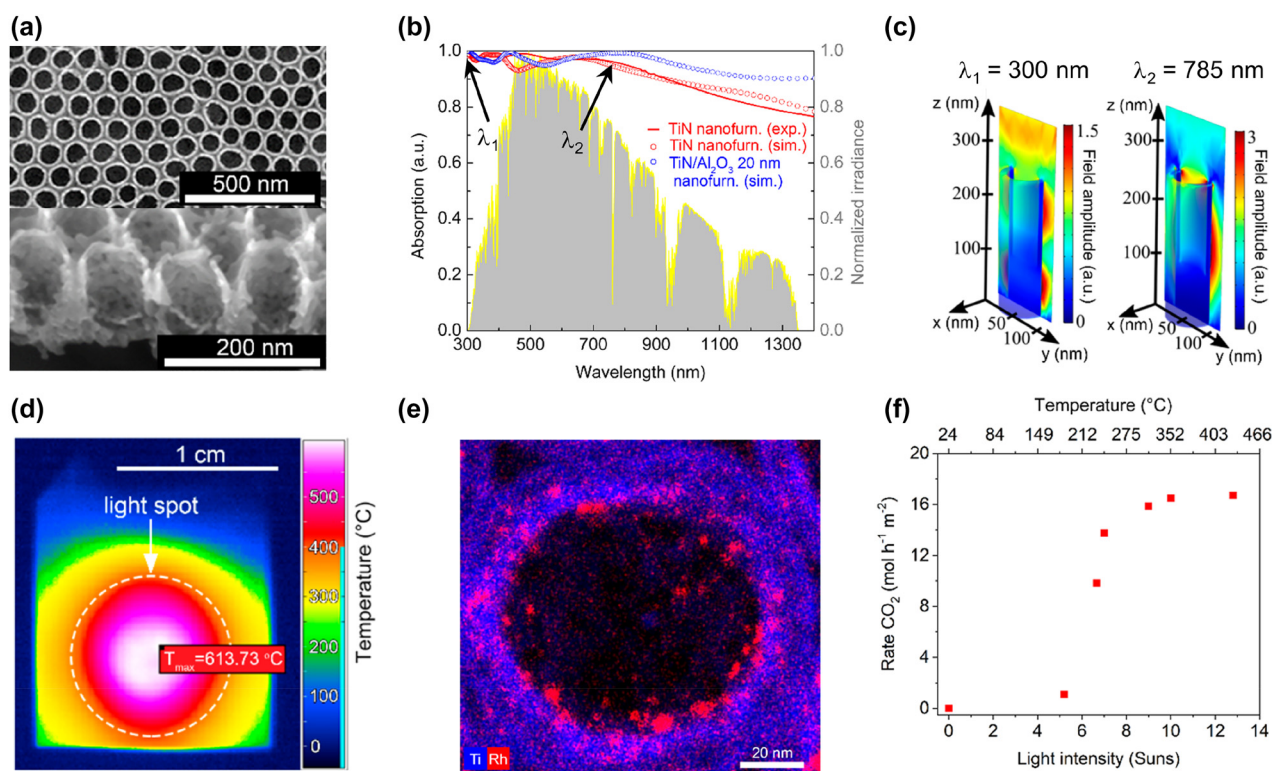 (a)
500 nm
200 nm
(b)
1.0
0.8
0.6
0.4
0.2
0.0
Absorption (a.u.)
300 500 700 900 1100 1300
Wavelength (nm)
1.0
0.8
0.6
0.4
0.2
0.0
Normalized irradiance
λ1
λ2
TiN nanofurn. (exp.)
TiN nanofurn. (sim.)
TiN/Al2O3 20 nm
nanofurn. (sim.)
(c)
λ1 = 300 nm
λ2 = 785 nm
z (nm)
300
200
100
x (nm)
50
100
y (nm)
1.5
0
Field amplitude (a.u.)
z (nm)
300
200
100
x (nm)
50
100
y (nm)
3
0
Field amplitude (a.u.)
(d)
1 cm
light spot
Tmax=613.73 °C
500
400
300
200
100
0
Temperature (°C)
(e)
Ti Rh
20 nm
(f)
Temperature (°C)
24 84 149 212 275 352 403 466
20
16
12
8
4
0
Rate CO2 (mol h-1 m-2)
0 2 4 6 8 10 12 14
Light intensity (Suns)